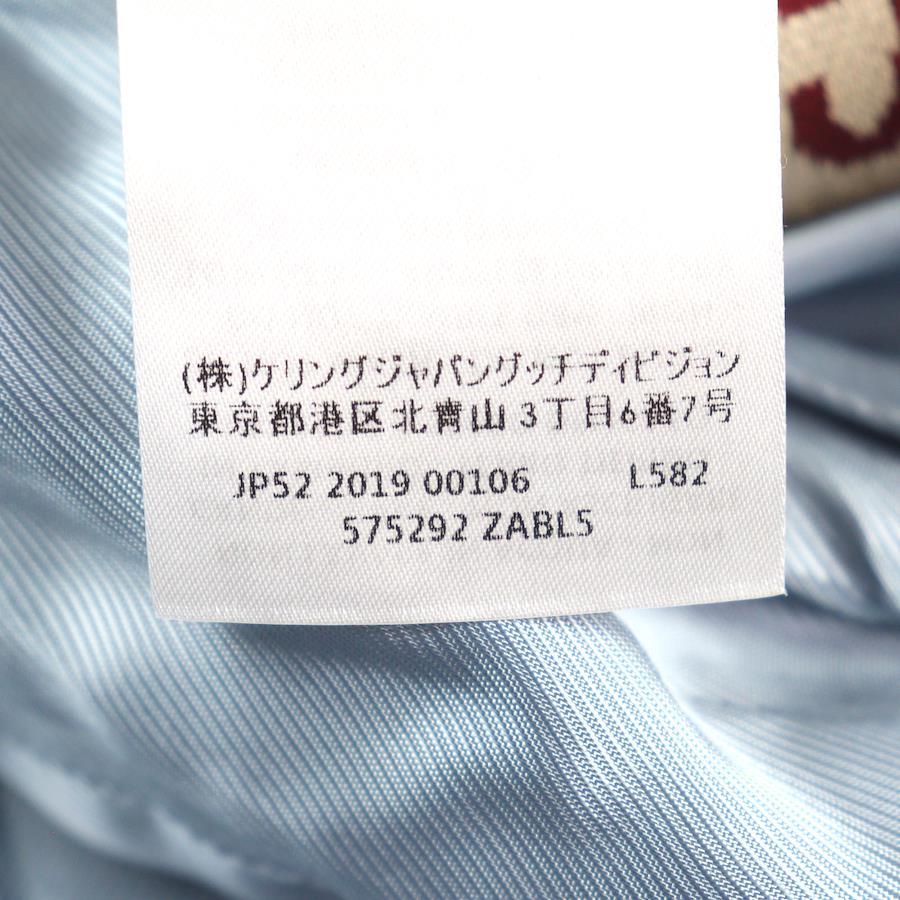 (株)ケリングジャパングッチディビジョン
東京都港区北青山3丁目6番7号
JP52 2019 00106 L582
575292 ZABL5